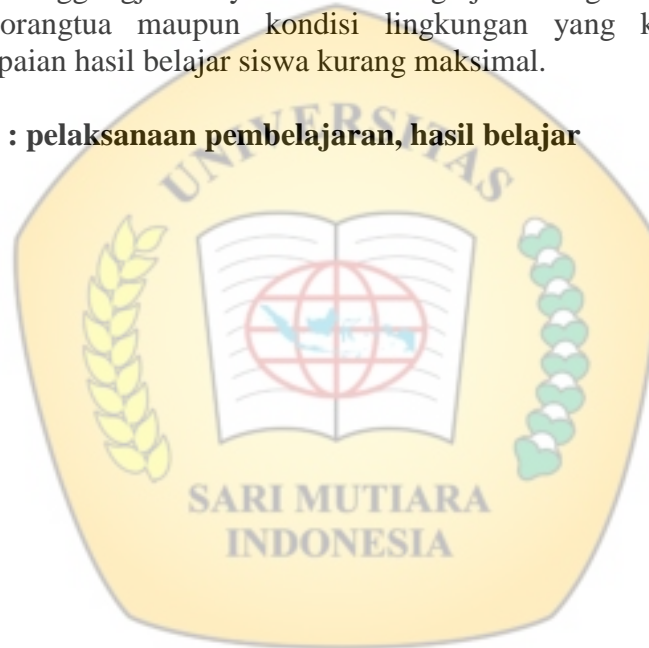 orangtua maupun kondisi lingkungan yang
paian hasil belajar siswa kurang maksimal.
: pelaksanaan pembelajaran, hasil belajar
UNIVERSITAS
SARI MUTIARA
INDONESIA